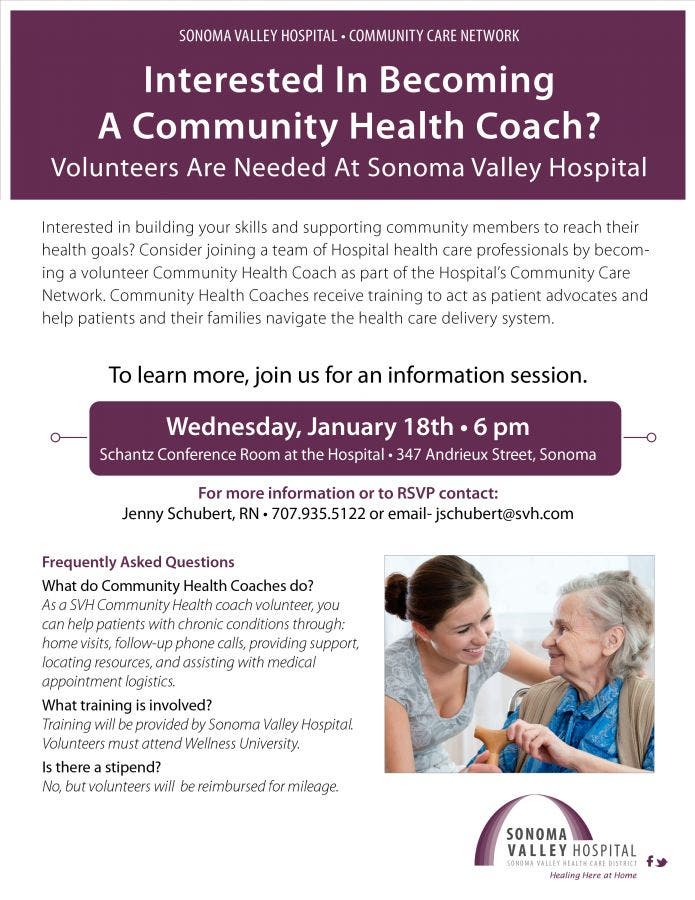 SONOMA VALLEY HOSPITAL • COMMUNITY CARE NETWORK
Interested In Becoming
A Community Health Coach?
Volunteers Are Needed At Sonoma Valley Hospital
Interested in building your skills and supporting community members to reach their
health goals? Consider joining a team of Hospital health care professionals by becom-
ing a volunteer Community Health Coach as part of the Hospital's Community Care
Network. Community Health Coaches receive training to act as patient advocates and
help patients and their families navigate the health care delivery system.
To learn more, join us for an information session.
Wednesday, January 18th • 6 pm
Schantz Conference Room at the Hospital • 347 Andrieux Street, Sonoma
For more information or to RSVP contact:
Jenny Schubert, RN • 707.935.5122 or email- jschubert@svh.com
Frequently Asked Questions
What do Community Health Coaches do?
As a SVH Community Health coach volunteer, you
can help patients with chronic conditions through:
home visits, follow-up phone calls, providing support,
locating resources, and assisting with medical
appointment logistics.
What training is involved?
Training will be provided by Sonoma Valley Hospital.
Volunteers must attend Wellness University.
Is there a stipend?
No, but volunteers will be reimbursed for mileage.
SONOMA
VALLEY HOSPITAL
SONOMA VALLEY HEALTH CARE DISTRICT
Healing Here at Home